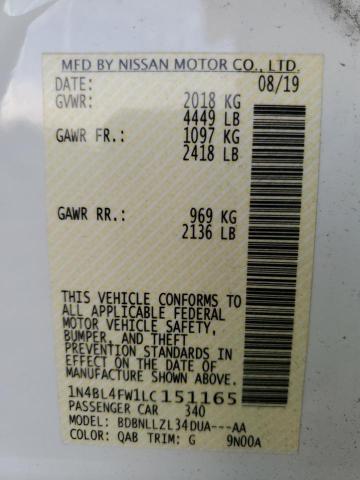 MFD BY NISSAN MOTOR CO., LTD.
DATE: 08/19
GVWR: 2018 KG
4449 LB
GAWR FR.: 1097 KG
2418 LB
GAWR RR.: 969 KG
2136 LB
THIS VEHICLE CONFORMS TO
ALL APPLICABLE FEDERAL
MOTOR VEHICLE SAFETY,
BUMPER, AND THEFT
PREVENTION STANDARDS IN
EFFECT ON THE DATE OF
MANUFACTURE SHOWN ABOVE.
1N4BL4FW1LC151165
PASSENGER CAR 340
MODEL: BDBNLLZL34DUA---AA
COLOR: QAB TRIM: G 9N00A